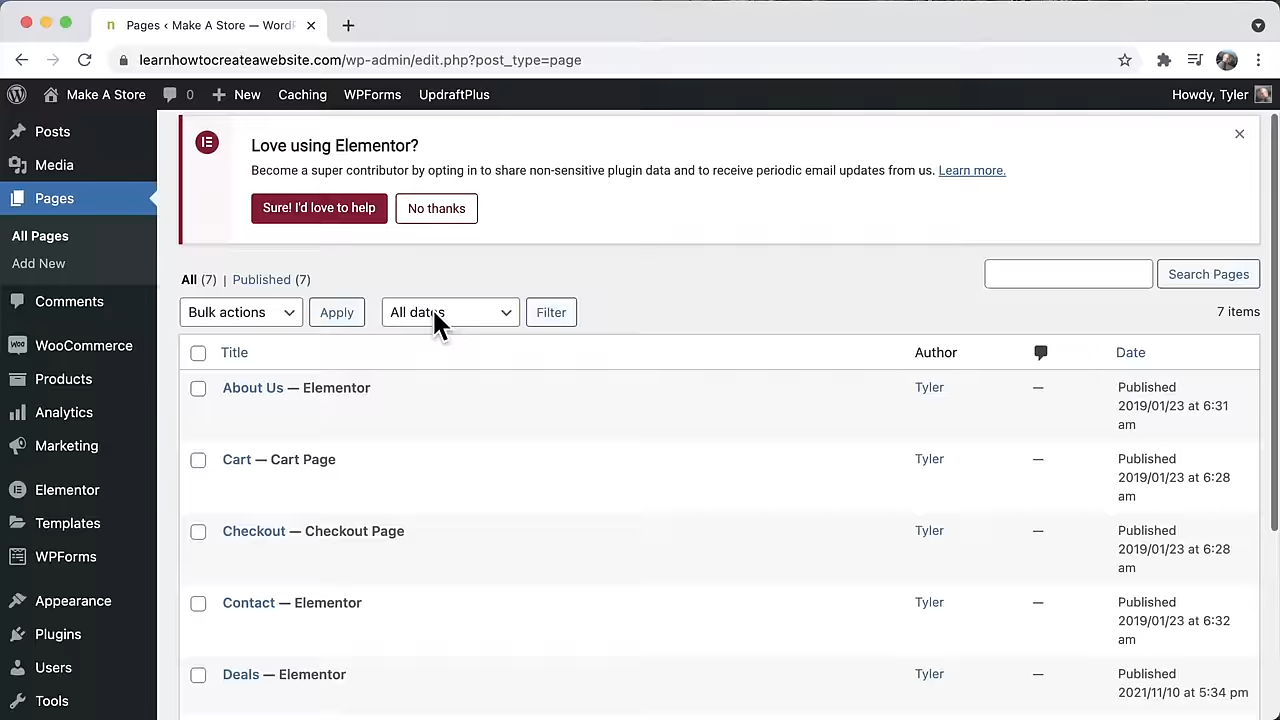 Pages ‹ Make A Store — WordP
learnhowtocreateawebsite.com/wp-admin/edit.php?post_type=page
Make A Store 0 New Caching WPForms UpdraftPlus Howdy, Tyler
Posts
Media
Pages
All Pages
Add New
Comments
WooCommerce
Products
Analytics
Marketing
Elementor
Templates
WPForms
Appearance
Plugins
Users
Tools
Love using Elementor?
Become a super contributor by opting in to share non-sensitive plugin data and to receive periodic email updates from us. Learn more.
Sure! I'd love to help No thanks
All (7) | Published (7)
Search Pages
Bulk actions Apply All dates Filter 7 items
Title Author Date
About Us — Elementor Tyler — Published
2019/01/23 at 6:31
am
Cart — Cart Page Tyler — Published
2019/01/23 at 6:28
am
Checkout — Checkout Page Tyler — Published
2019/01/23 at 6:28
am
Contact — Elementor Tyler — Published
2019/01/23 at 6:32
am
Deals — Elementor Tyler — Published
2021/11/10 at 5:34 pm